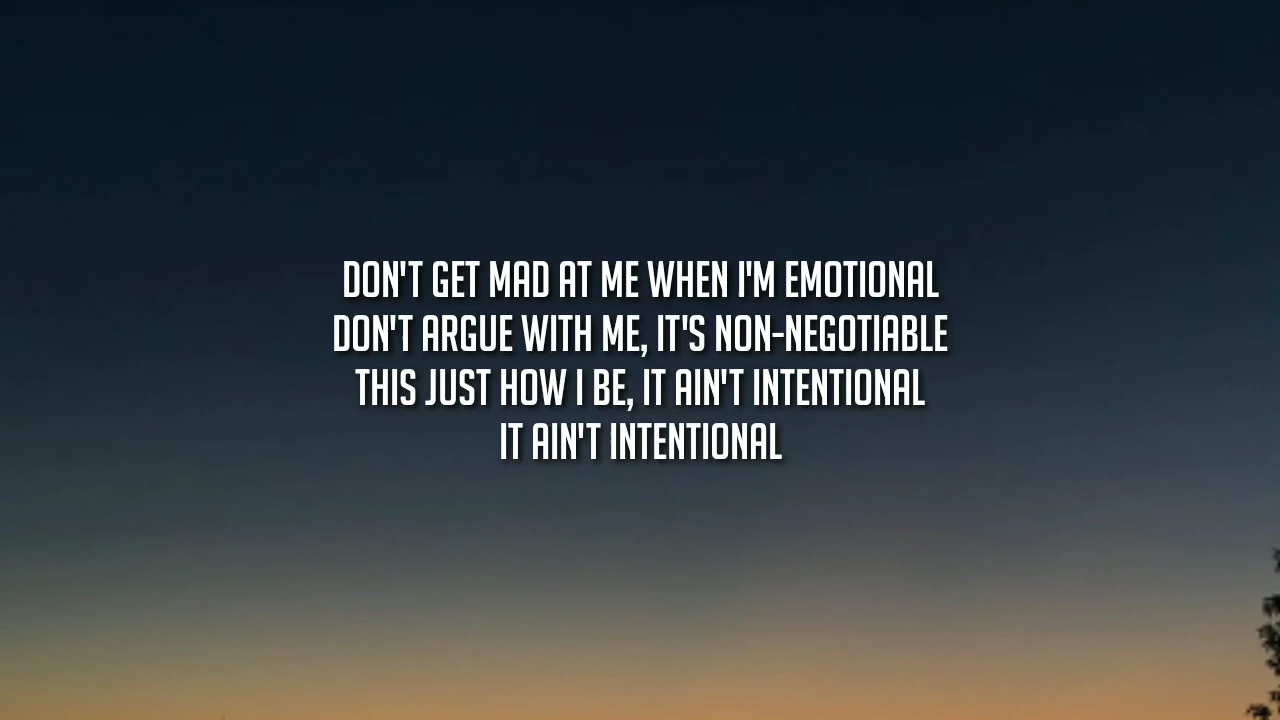 DON'T GET MAD AT ME WHEN I'M EMOTIONAL
DON'T ARGUE WITH ME, IT'S NON-NEGOTIABLE
THIS JUST HOW I BE, IT AIN'T INTENTIONAL
IT AIN'T INTENTIONAL